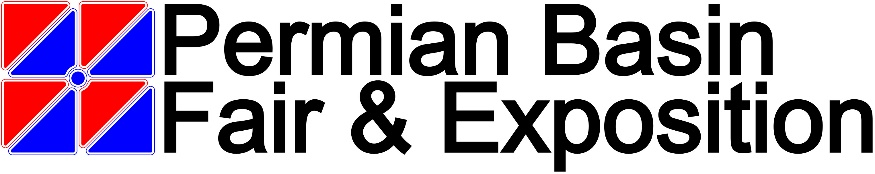 Permian Basin
Fair & Exposition